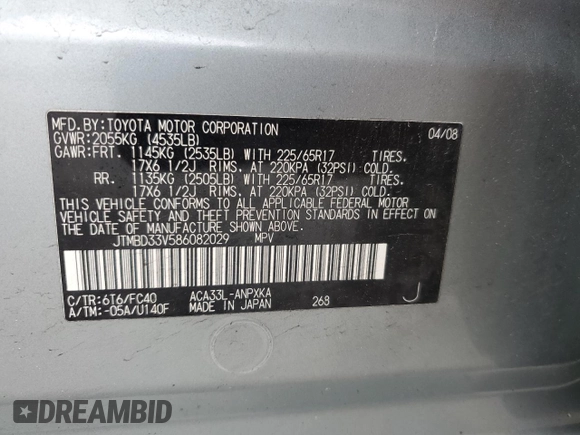 MFD.BY:TOYOTA MOTOR CORPORATION 04/08
GVWR:2055KG (4535LB)
GAWR:FRT. 1145KG (2535LB) WITH 225/65R17 TIRES.
17X6 1/2J RIMS. AT 220KPA (32PSI) COLD.
RR. 1135KG (2505LB) WITH 225/65R17 TIRES.
17X6 1/2J RIMS. AT 220KPA (32PSI) COLD.
THIS VEHICLE CONFORMS TO ALL APPLICABLE FEDERAL MOTOR
VEHICLE SAFETY AND THEFT PREVENTION STANDARDS IN EFFECT ON
THE DATE OF MANUFACTURE SHOWN ABOVE.
JTMBD33V586082029 MPV
C/TR:6T6/FC40 ACA33L-ANPXKA
A/TM:-05A/U140F MADE IN JAPAN 268 J
DREAMBID